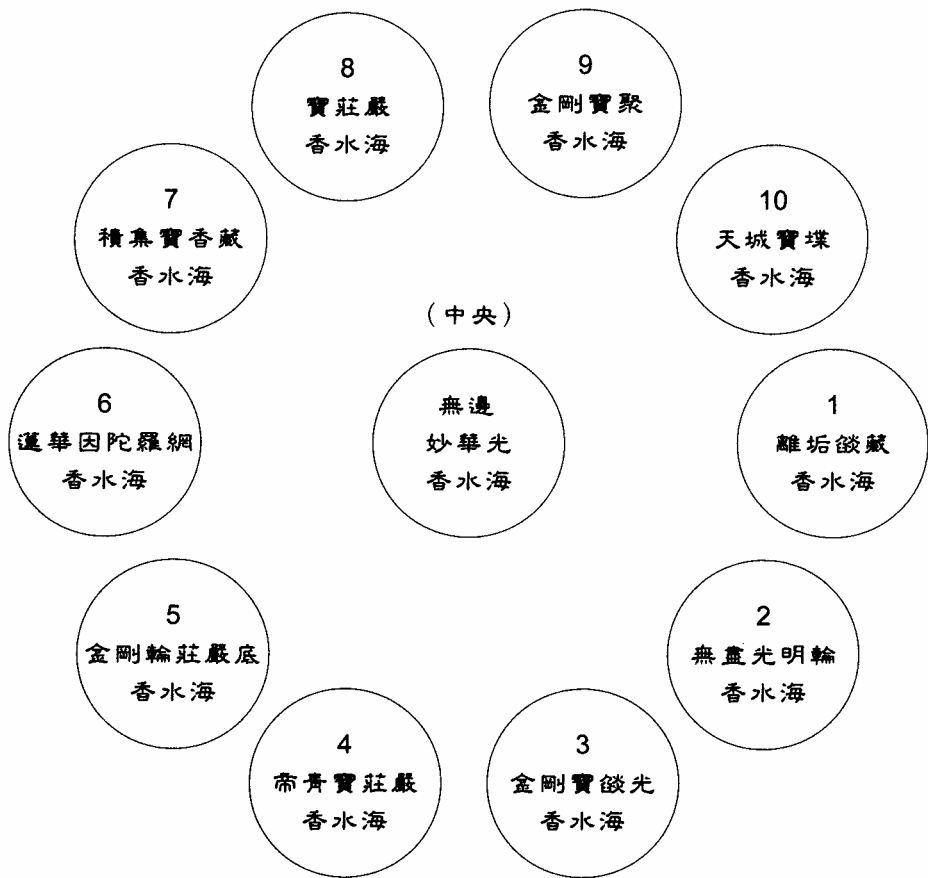 8
寶莊嚴
香水海
9
金剛寶聚
香水海
7
積集寶香藏
香水海
10
天城寶堞
香水海
(中央)
無邊
妙華光
香水海
6
蓮華因陀羅網
香水海
1
離垢燄藏
香水海
5
金剛輪莊嚴底
香水海
2
無盡光明輪
香水海
4
帝青寶莊嚴
香水海
3
金剛寶燄光
香水海